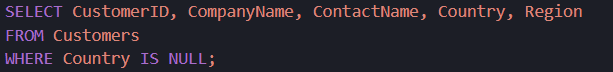 SELECT CustomerID, CompanyName, ContactName, Country, Region
FROM Customers
WHERE Country IS NULL;